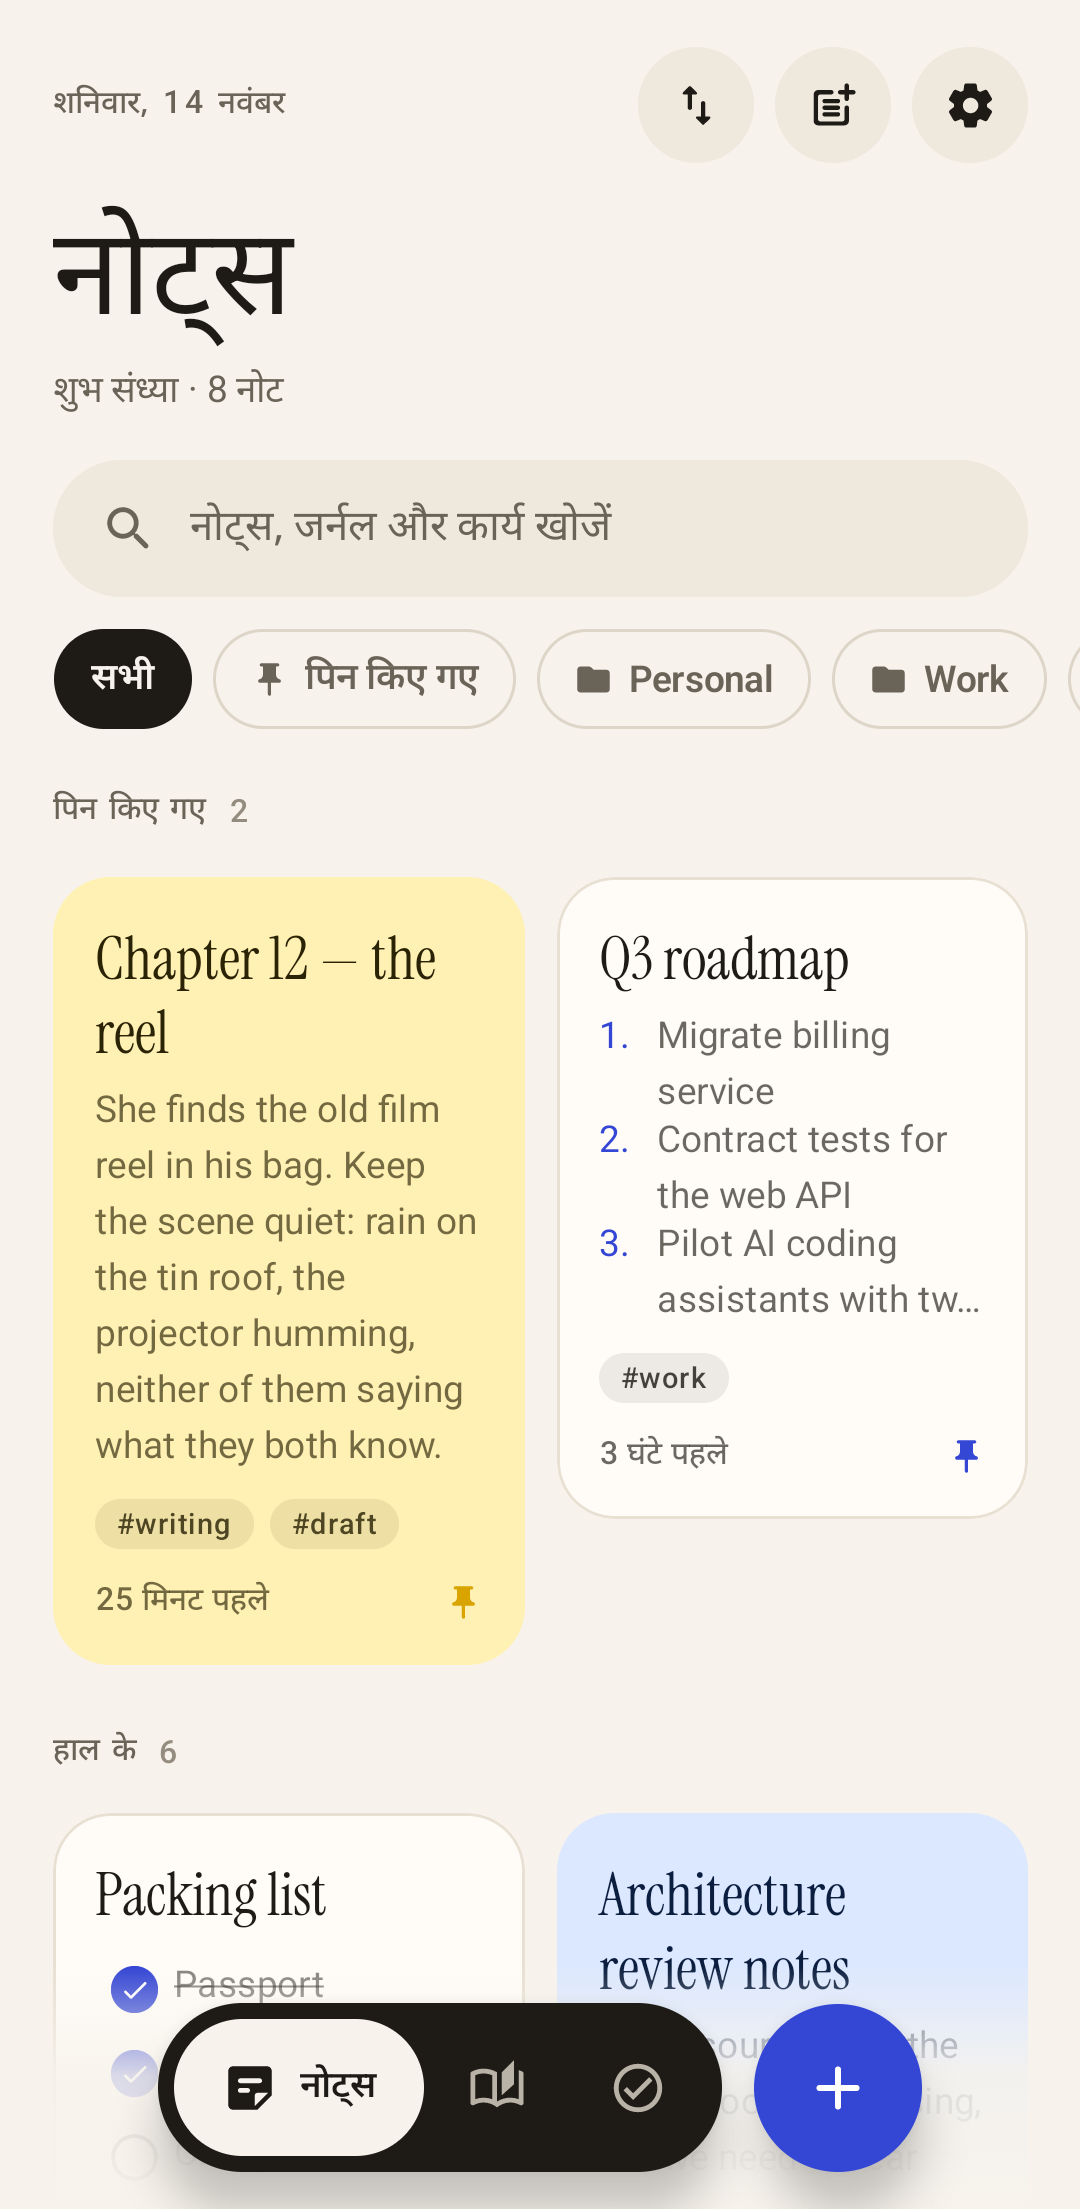 शनिवार, 14 नवंबर
नोट्स
शुभ संध्या · 8 नोट
नोट्स, जर्नल और कार्य खोजें
सभी
पिन किए गए
Personal
Work
पिन किए गए 2
Chapter 12 — the
reel
She finds the old film
reel in his bag. Keep
the scene quiet: rain on
the tin roof, the
projector humming,
neither of them saying
what they both know.
#writing #draft
25 मिनट पहले
Q3 roadmap
1. Migrate billing
service
2. Contract tests for
the web API
3. Pilot AI coding
assistants with tw…
#work
3 घंटे पहले
हाल के 6
Packing list
Passport
Architecture
review notes
the
नोट्स